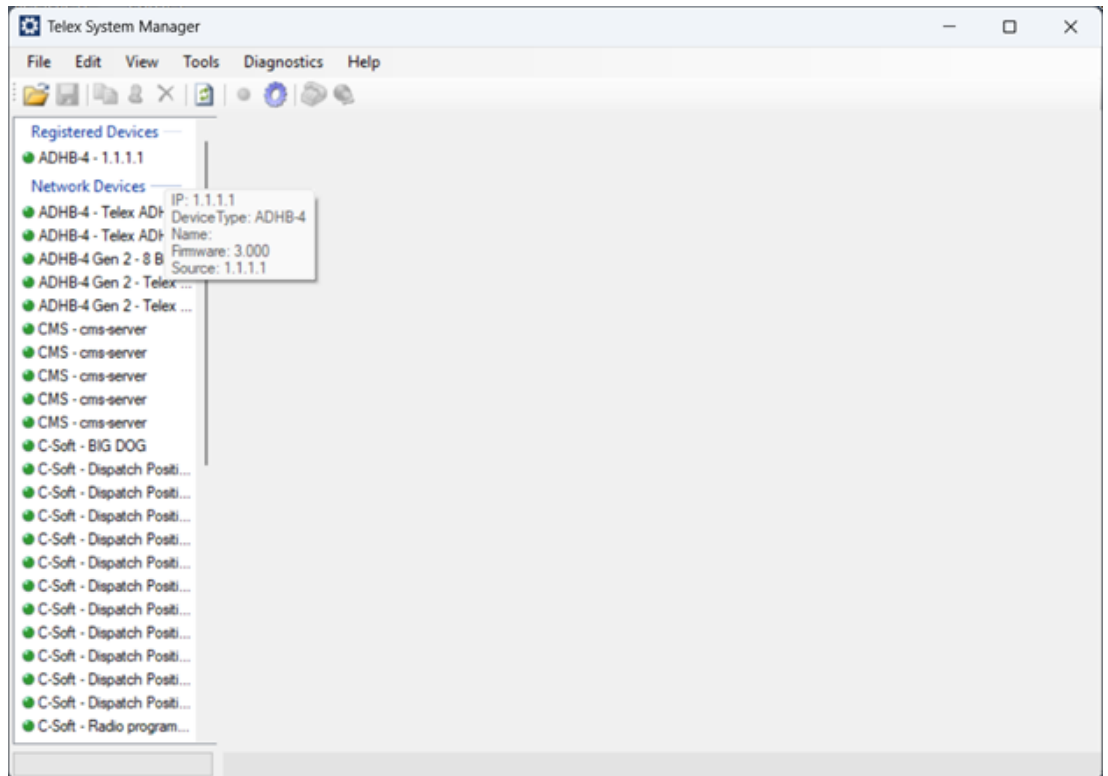 Telex System Manager
File Edit View Tools Diagnostics Help
Registered Devices
ADHB-4 - 1.1.1.1
Network Devices
IP: 1.1.1.1
DeviceType: ADHB-4
Name:
Firmware: 3.000
Source: 1.1.1.1
ADHB-4 - Telex ADH
ADHB-4 - Telex ADH
ADHB-4 Gen 2 - 8 B
ADHB-4 Gen 2 - Telex ...
ADHB-4 Gen 2 - Telex ...
CMS - cms-server
CMS - cms-server
CMS - cms-server
CMS - cms-server
CMS - cms-server
C-Soft - BIG DOG
C-Soft - Dispatch Positi...
C-Soft - Dispatch Positi...
C-Soft - Dispatch Positi...
C-Soft - Dispatch Positi...
C-Soft - Dispatch Positi...
C-Soft - Dispatch Positi...
C-Soft - Dispatch Positi...
C-Soft - Dispatch Positi...
C-Soft - Dispatch Positi...
C-Soft - Dispatch Positi...
C-Soft - Dispatch Positi...
C-Soft - Radio program...